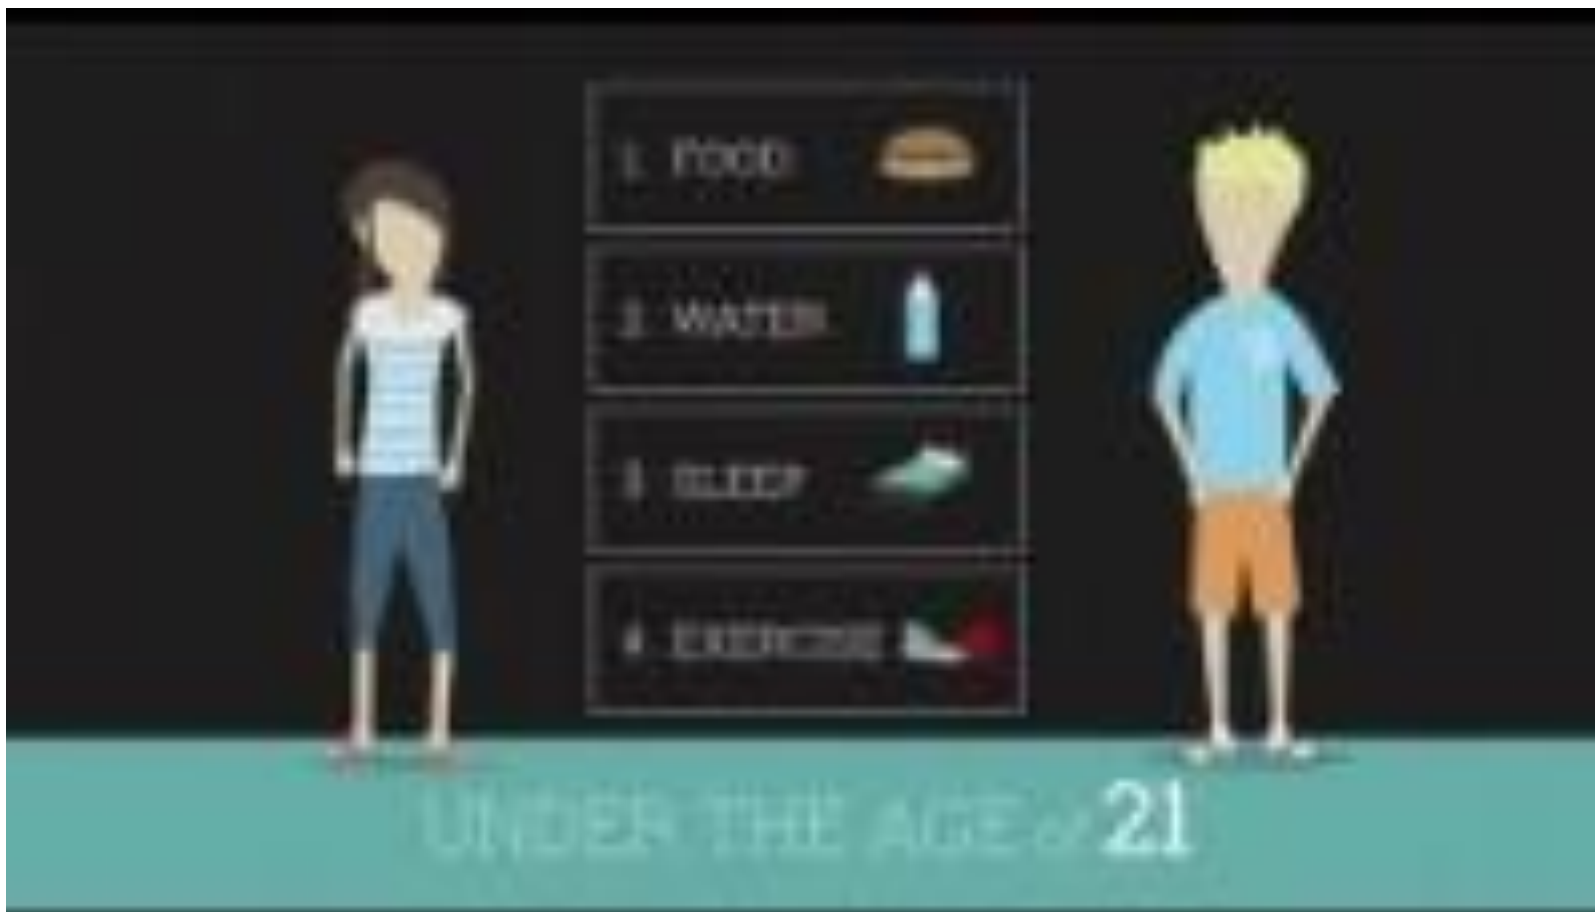 1 FOOD
2 WATER
3 SLEEP
4 EXERCISE
UNDER THE AGE of 21